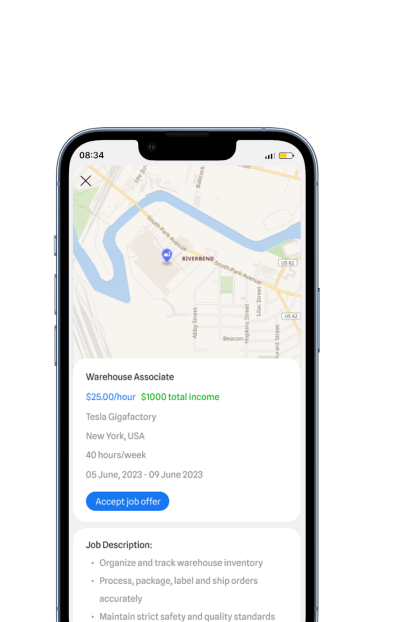 08:34
Babcock
South Park Avenue
RIVERBEND
South Park Avenue
US 62
Abby Street
Hopkins Street
Lilac Street
US 62
Beacon
Warehouse Associate
$25.00/hour $1000 total income
Tesla Gigafactory
New York, USA
40 hours/week
05 June, 2023 - 09 June 2023
Accept job offer
Job Description:
• Organize and track warehouse inventory
• Process, package, label and ship orders
accurately
• Maintain strict safety and quality standards